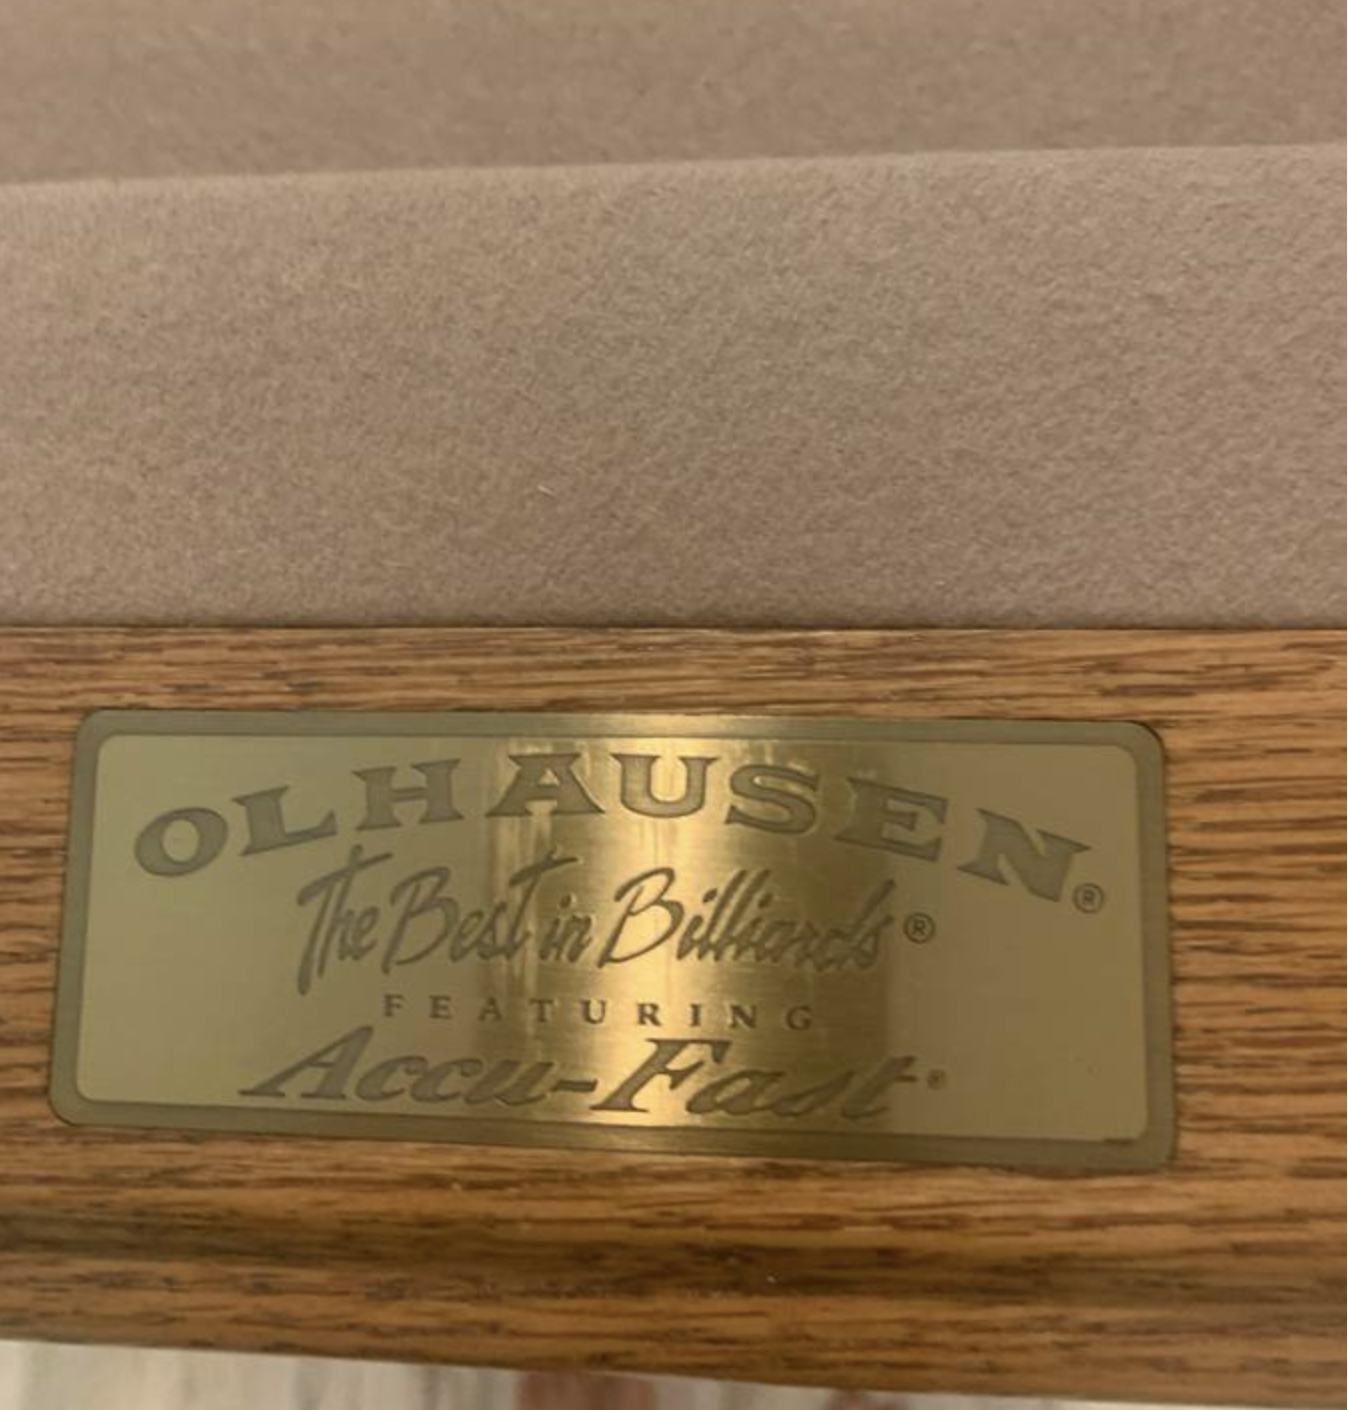 OLHAUSEN®
The Best in Billiards®
FEATURING
Accu-Fast®